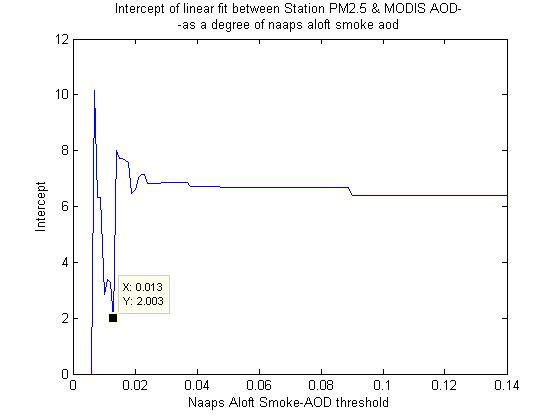 Intercept of linear fit between Station PM2.5 & MODIS AOD-
-as a degree of naaps aloft smoke aod
12
10
8
6
4
2
0
Intercept
X: 0.013
Y: 2.003
0 0.02 0.04 0.06 0.08 0.1 0.12 0.14
Naaps Aloft Smoke-AOD threshold